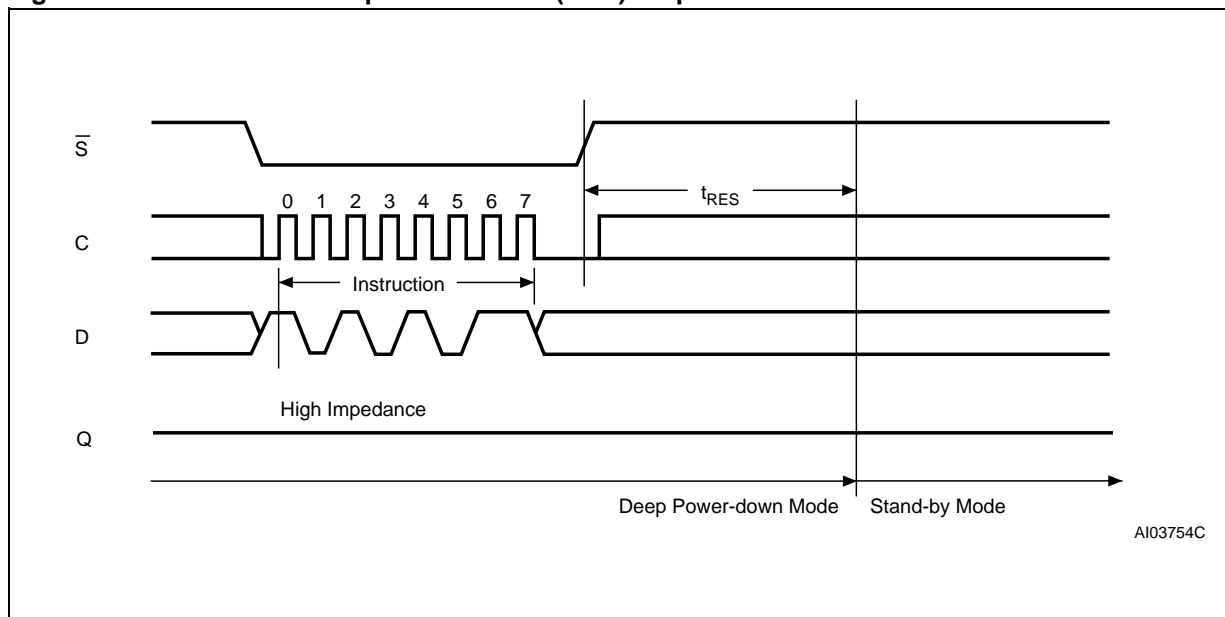 S̅
tRES
0 1 2 3 4 5 6 7
C
Instruction
D
High Impedance
Q
Deep Power-down Mode Stand-by Mode
AI03754C